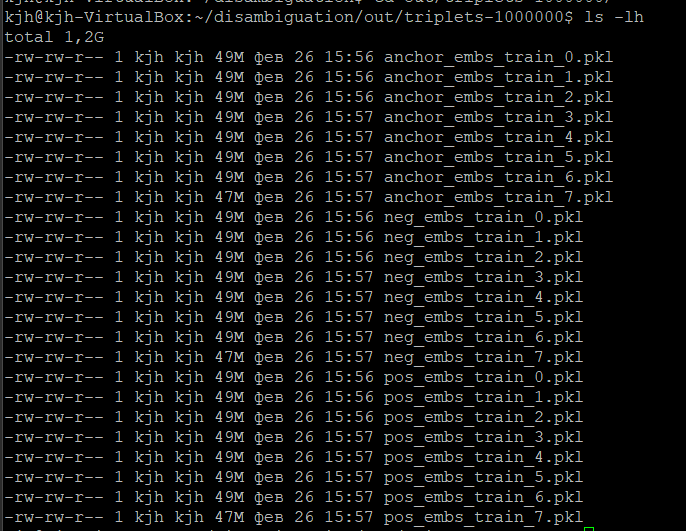 kjh@kjh-VirtualBox:~/disambiguation/out/triplets-1000000$ ls -lh
total 1,2G
-rw-rw-r-- 1 kjh kjh 49M фев 26 15:56 anchor_embs_train_0.pkl
-rw-rw-r-- 1 kjh kjh 49M фев 26 15:56 anchor_embs_train_1.pkl
-rw-rw-r-- 1 kjh kjh 49M фев 26 15:56 anchor_embs_train_2.pkl
-rw-rw-r-- 1 kjh kjh 49M фев 26 15:57 anchor_embs_train_3.pkl
-rw-rw-r-- 1 kjh kjh 49M фев 26 15:57 anchor_embs_train_4.pkl
-rw-rw-r-- 1 kjh kjh 49M фев 26 15:57 anchor_embs_train_5.pkl
-rw-rw-r-- 1 kjh kjh 49M фев 26 15:57 anchor_embs_train_6.pkl
-rw-rw-r-- 1 kjh kjh 47M фев 26 15:57 anchor_embs_train_7.pkl
-rw-rw-r-- 1 kjh kjh 49M фев 26 15:56 neg_embs_train_0.pkl
-rw-rw-r-- 1 kjh kjh 49M фев 26 15:56 neg_embs_train_1.pkl
-rw-rw-r-- 1 kjh kjh 49M фев 26 15:56 neg_embs_train_2.pkl
-rw-rw-r-- 1 kjh kjh 49M фев 26 15:57 neg_embs_train_3.pkl
-rw-rw-r-- 1 kjh kjh 49M фев 26 15:57 neg_embs_train_4.pkl
-rw-rw-r-- 1 kjh kjh 49M фев 26 15:57 neg_embs_train_5.pkl
-rw-rw-r-- 1 kjh kjh 49M фев 26 15:57 neg_embs_train_6.pkl
-rw-rw-r-- 1 kjh kjh 47M фев 26 15:57 neg_embs_train_7.pkl
-rw-rw-r-- 1 kjh kjh 49M фев 26 15:56 pos_embs_train_0.pkl
-rw-rw-r-- 1 kjh kjh 49M фев 26 15:56 pos_embs_train_1.pkl
-rw-rw-r-- 1 kjh kjh 49M фев 26 15:56 pos_embs_train_2.pkl
-rw-rw-r-- 1 kjh kjh 49M фев 26 15:57 pos_embs_train_3.pkl
-rw-rw-r-- 1 kjh kjh 49M фев 26 15:57 pos_embs_train_4.pkl
-rw-rw-r-- 1 kjh kjh 49M фев 26 15:57 pos_embs_train_5.pkl
-rw-rw-r-- 1 kjh kjh 49M фев 26 15:57 pos_embs_train_6.pkl
-rw-rw-r-- 1 kjh kjh 47M фев 26 15:57 pos_embs_train_7.pkl